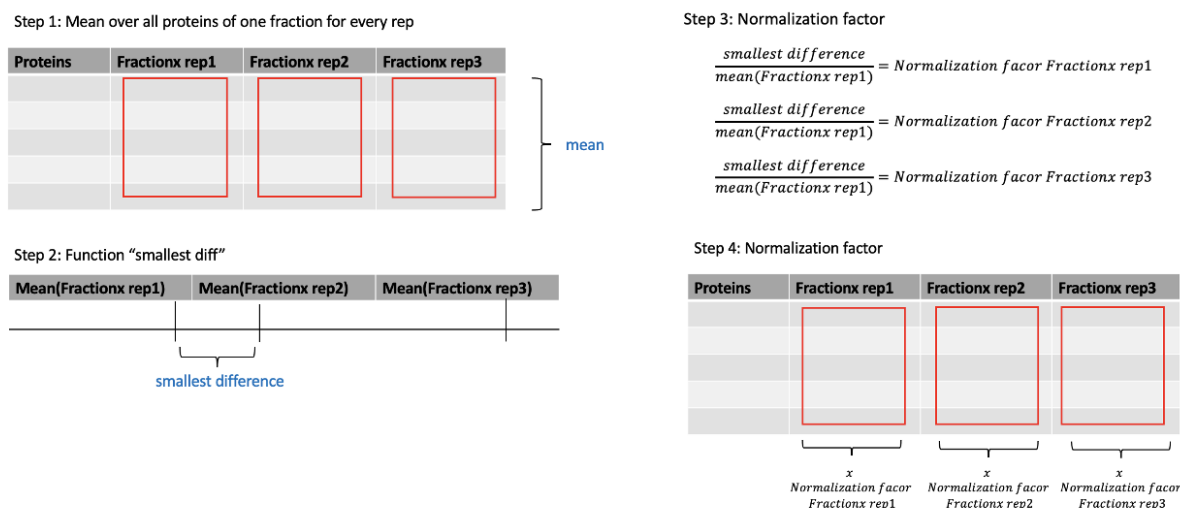 Step 1: Mean over all proteins of one fraction for every rep
Proteins Fractionx rep1 Fractionx rep2 Fractionx rep3
mean
Step 2: Function “smallest diff”
Mean(Fractionx rep1) Mean(Fractionx rep2) Mean(Fractionx rep3)
smallest difference
Step 3: Normalization factor
smallest difference
mean(Fractionx rep1) = Normalization facor Fractionx rep1
smallest difference
mean(Fractionx rep1) = Normalization facor Fractionx rep2
smallest difference
mean(Fractionx rep1) = Normalization facor Fractionx rep3
Step 4: Normalization factor
Proteins Fractionx rep1 Fractionx rep2 Fractionx rep3
x x x
Normalization facor Normalization facor Normalization facor
Fractionx rep1 Fractionx rep2 Fractionx rep3